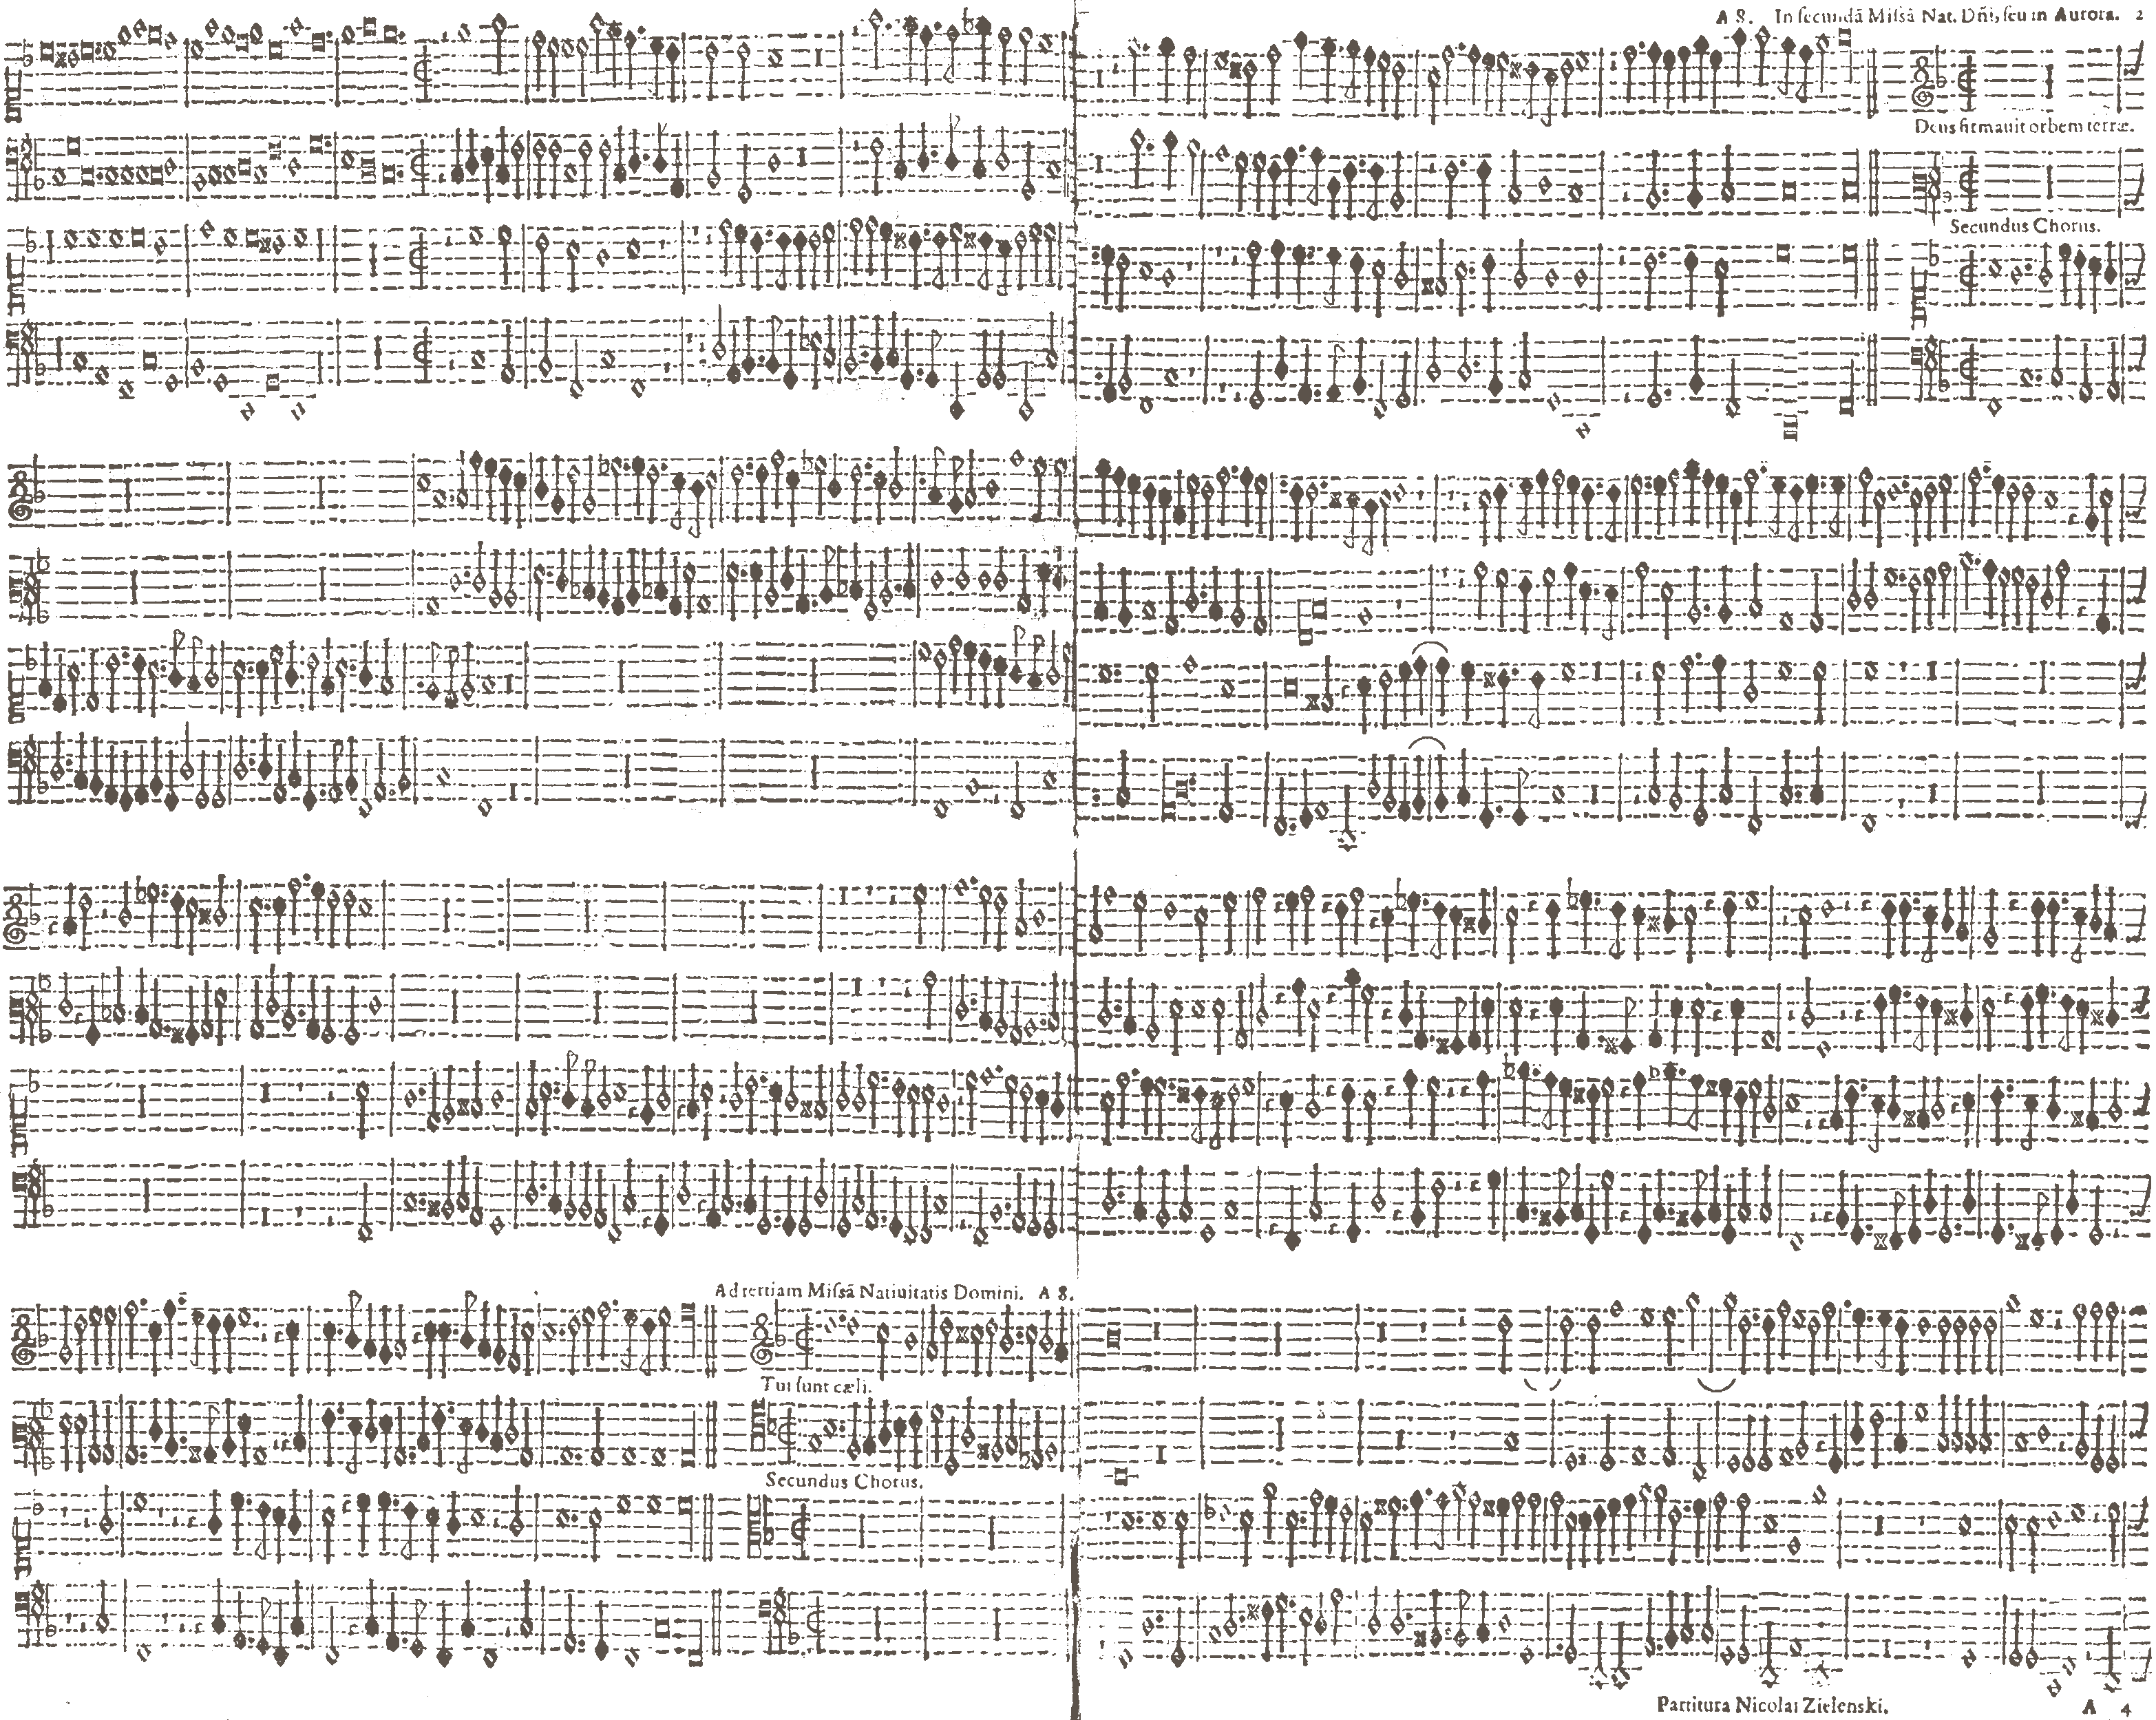 A 8. In ſecundã Miſsã Nat. Dñi, ſeu in Aurora. 2
Deus firmauit orbem terræ.
Secundus Chorus.
Ad tertiam Miſsã Natiuitatis Domini. A 8.
Tui ſunt cæli.
Secundus Chorus.
Partitura Nicolai Zielenski. A 4